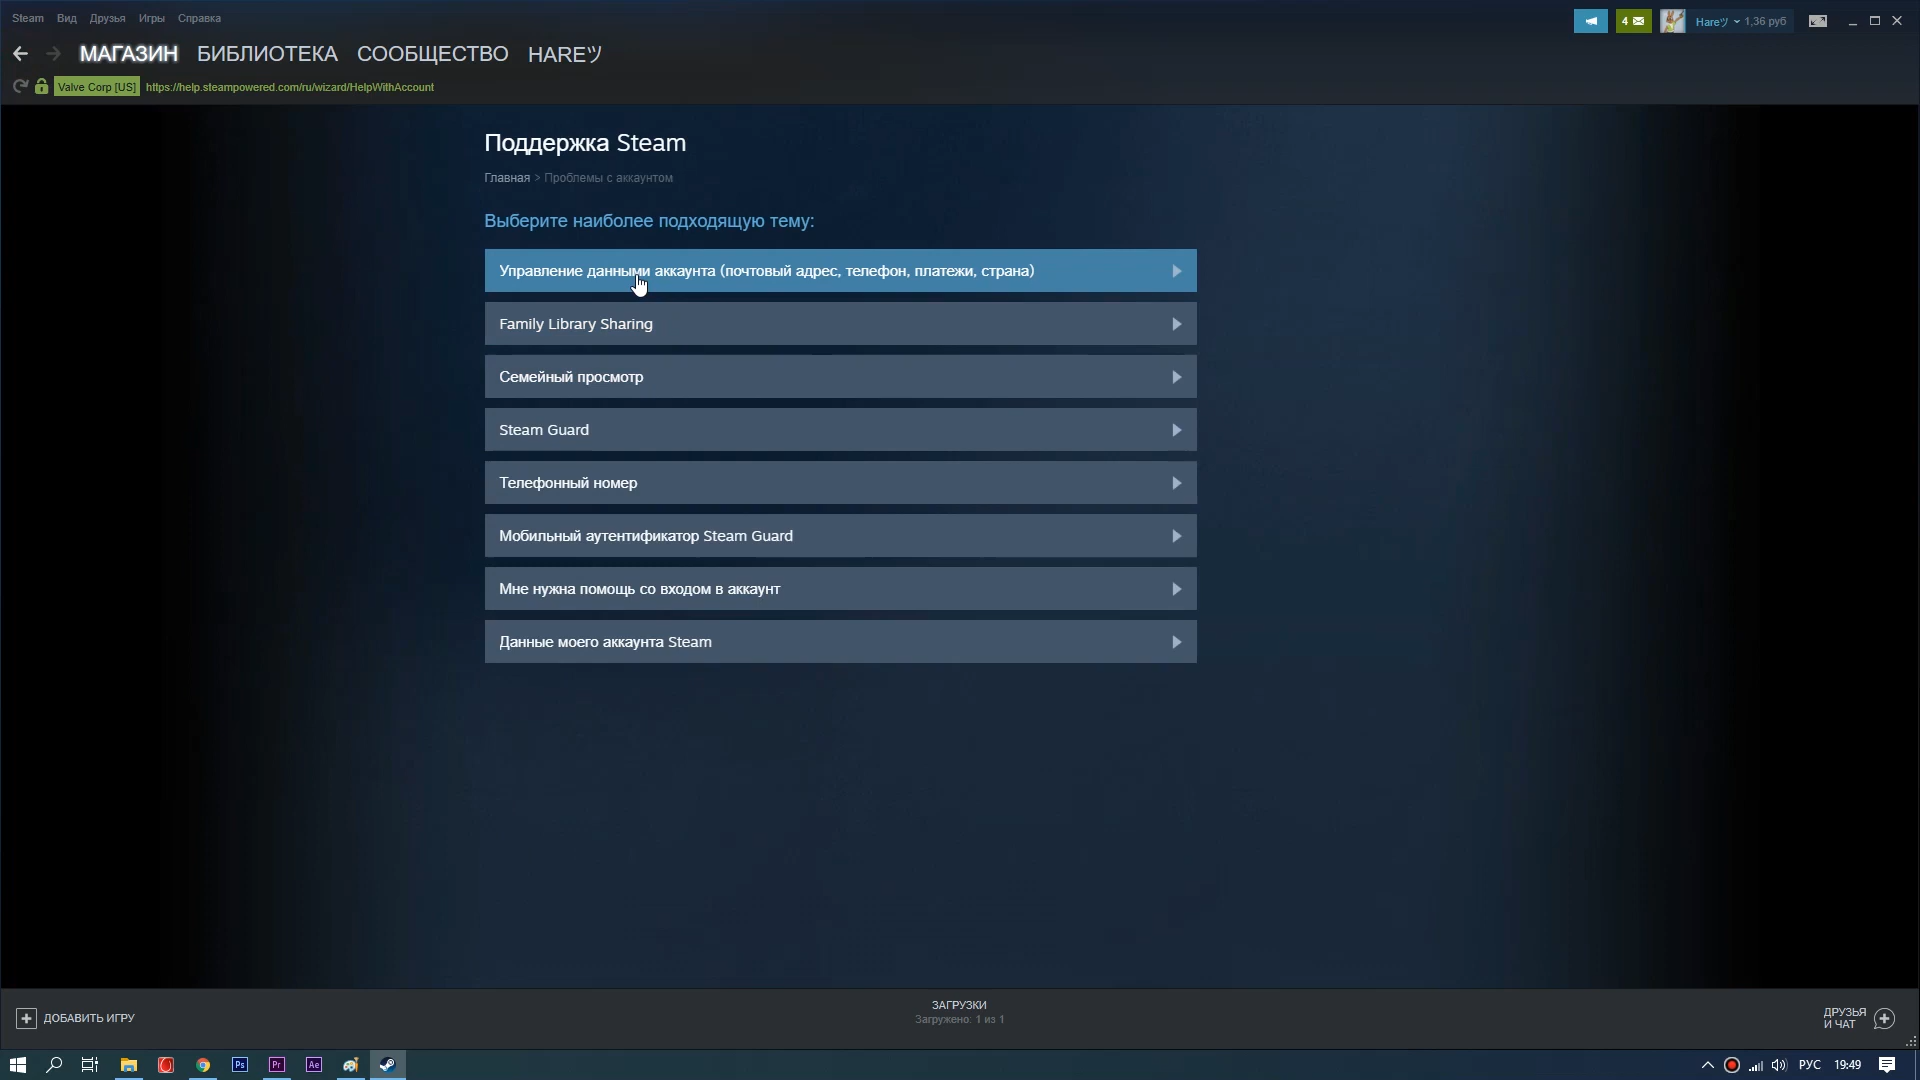 Steam Вид Друзья Игры Справка
4 Hareツ 1,36 руб
МАГАЗИН БИБЛИОТЕКА СООБЩЕСТВО HAREツ
Valve Corp [US] https://help.steampowered.com/ru/wizard/HelpWithAccount
Поддержка Steam
Главная > Проблемы с аккаунтом
Выберите наиболее подходящую тему:
Управление данными аккаунта (почтовый адрес, телефон, платежи, страна)
Family Library Sharing
Семейный просмотр
Steam Guard
Телефонный номер
Мобильный аутентификатор Steam Guard
Мне нужна помощь со входом в аккаунт
Данные моего аккаунта Steam
ДОБАВИТЬ ИГРУ
ЗАГРУЗКИ
Загружено: 1 из 1
ДРУЗЬЯ
И ЧАТ
Ps Pr Ae РУС 19:49